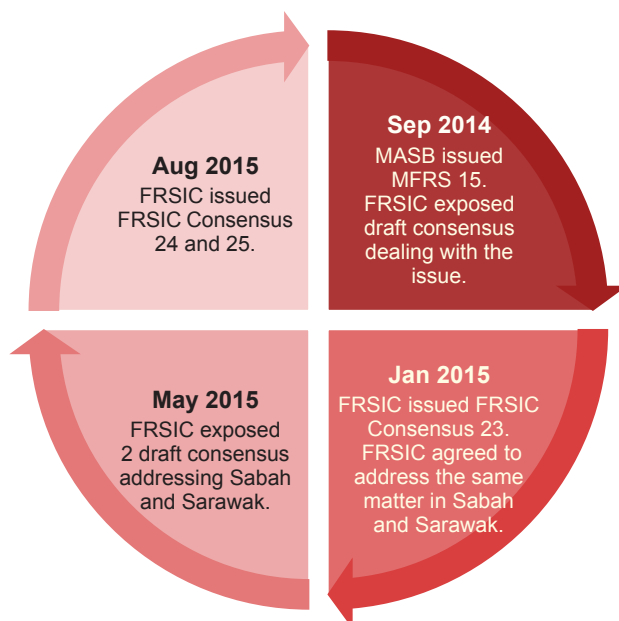 Sep 2014
MASB issued
MFRS 15.
FRSIC exposed
draft consensus
dealing with the
issue.
Jan 2015
FRSIC issued FRSIC
Consensus 23.
FRSIC agreed to
address the same
matter in Sabah
and Sarawak.
May 2015
FRSIC exposed
2 draft consensus
addressing Sabah
and Sarawak.
Aug 2015
FRSIC issued
FRSIC Consensus
24 and 25.